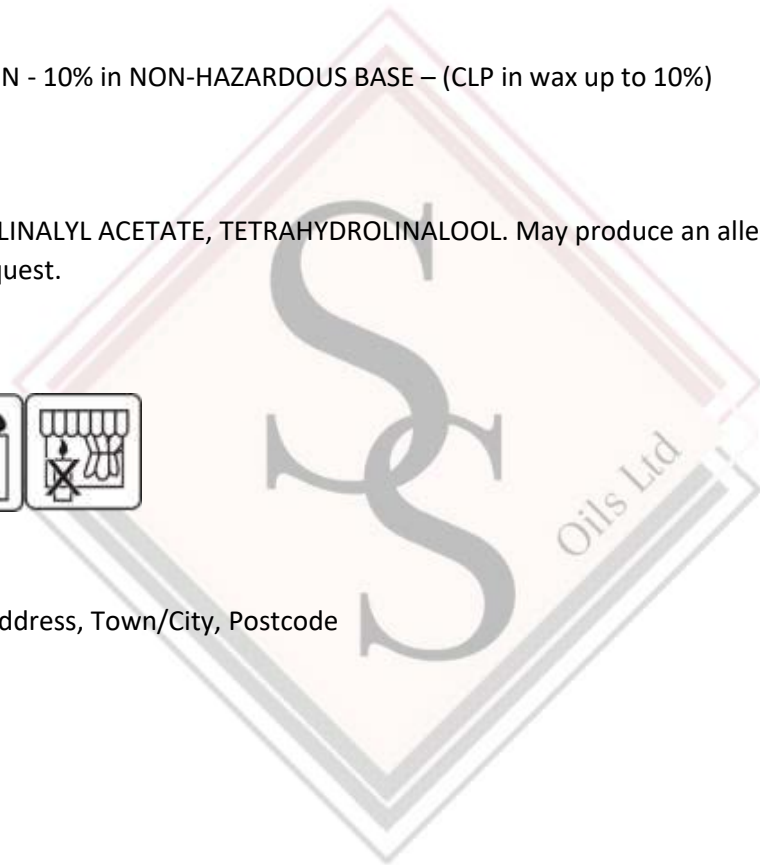 N - 10% in NON-HAZARDOUS BASE – (CLP in wax up to 10%)
LINALYL ACETATE, TETRAHYDROLINALOOL. May produce an alle
quest.
SS
Oils Ltd
ddress, Town/City, Postcode